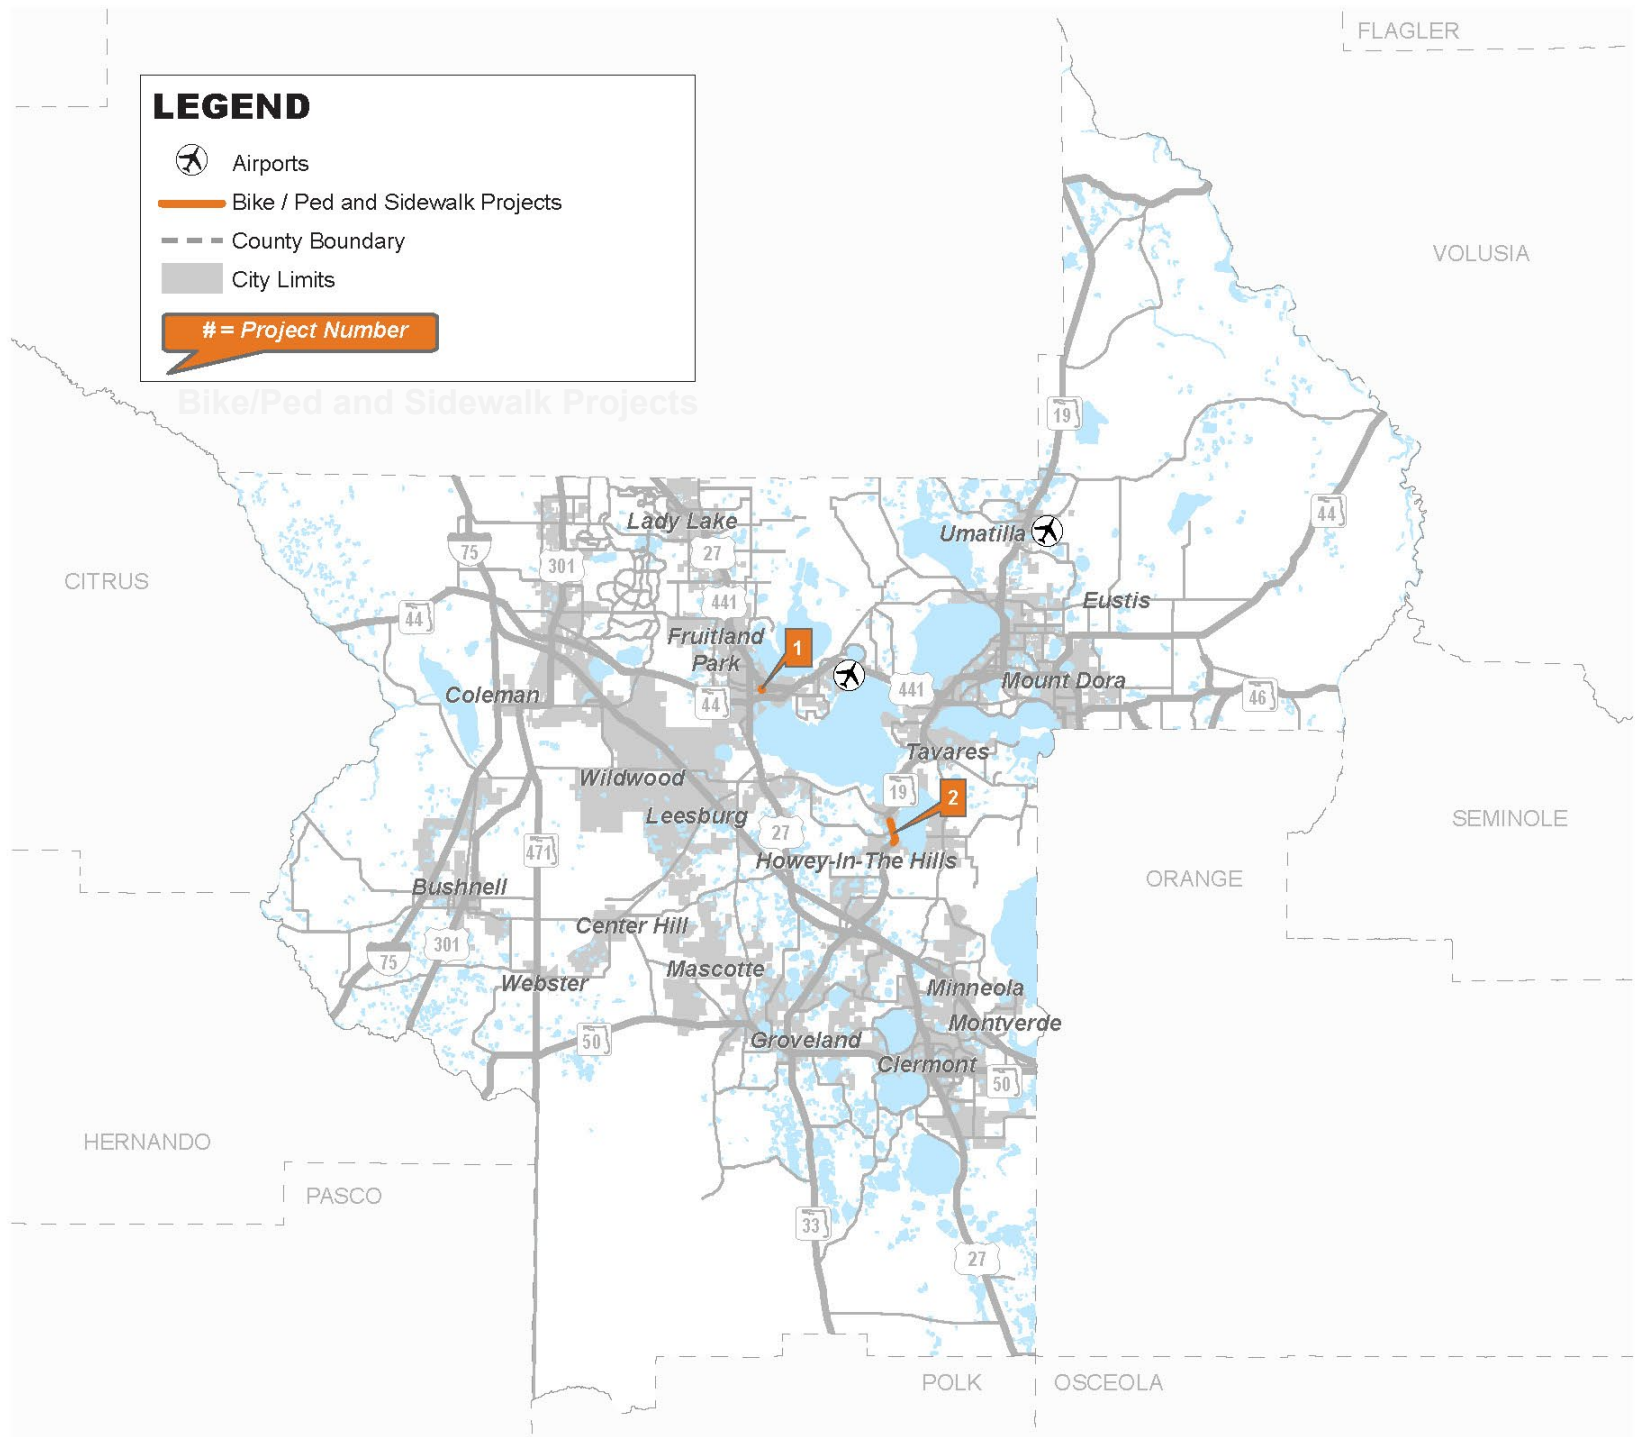 FLAGLER
LEGEND
Airports
Bike / Ped and Sidewalk Projects
County Boundary
City Limits
# = Project Number
Bike/Ped and Sidewalk Projects
VOLUSIA
19
44
Lady Lake
Umatilla
75
27
301
CITRUS
441
Eustis
44
Fruitland
Park
1
Mount Dora
441
Coleman
44
46
Tavares
Wildwood
19
2
Leesburg
SEMINOLE
27
471
Howey-In-The Hills
ORANGE
Bushnell
Center Hill
301
75
Mascotte
Webster
Minneola
Montverde
50
Groveland
Clermont
50
HERNANDO
PASCO
33
27
POLK
OSCEOLA